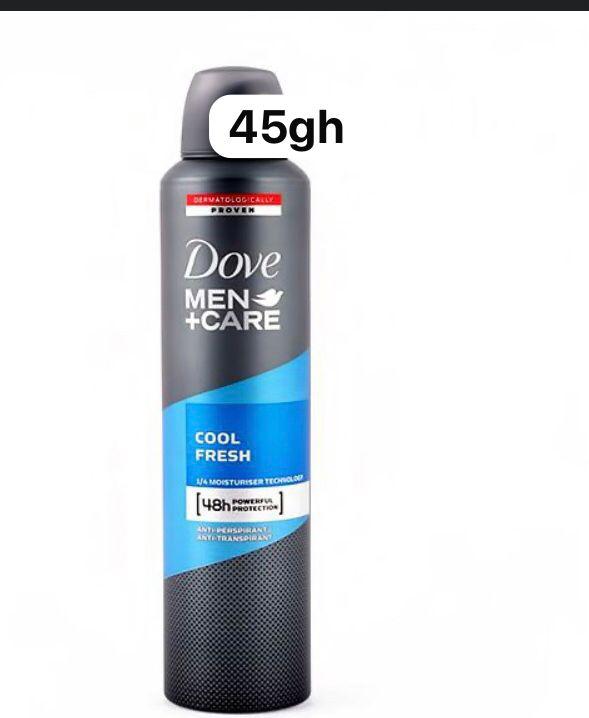 45gh
DERMATOLOGICALLY
PROVEN
Dove
MEN
+CARE
COOL
FRESH
1/4 MOISTURISER TECHNOLOGY
[48h POWERFUL
PROTECTION]
ANTI-PERSPIRANT
ANTI-TRANSPIRANT